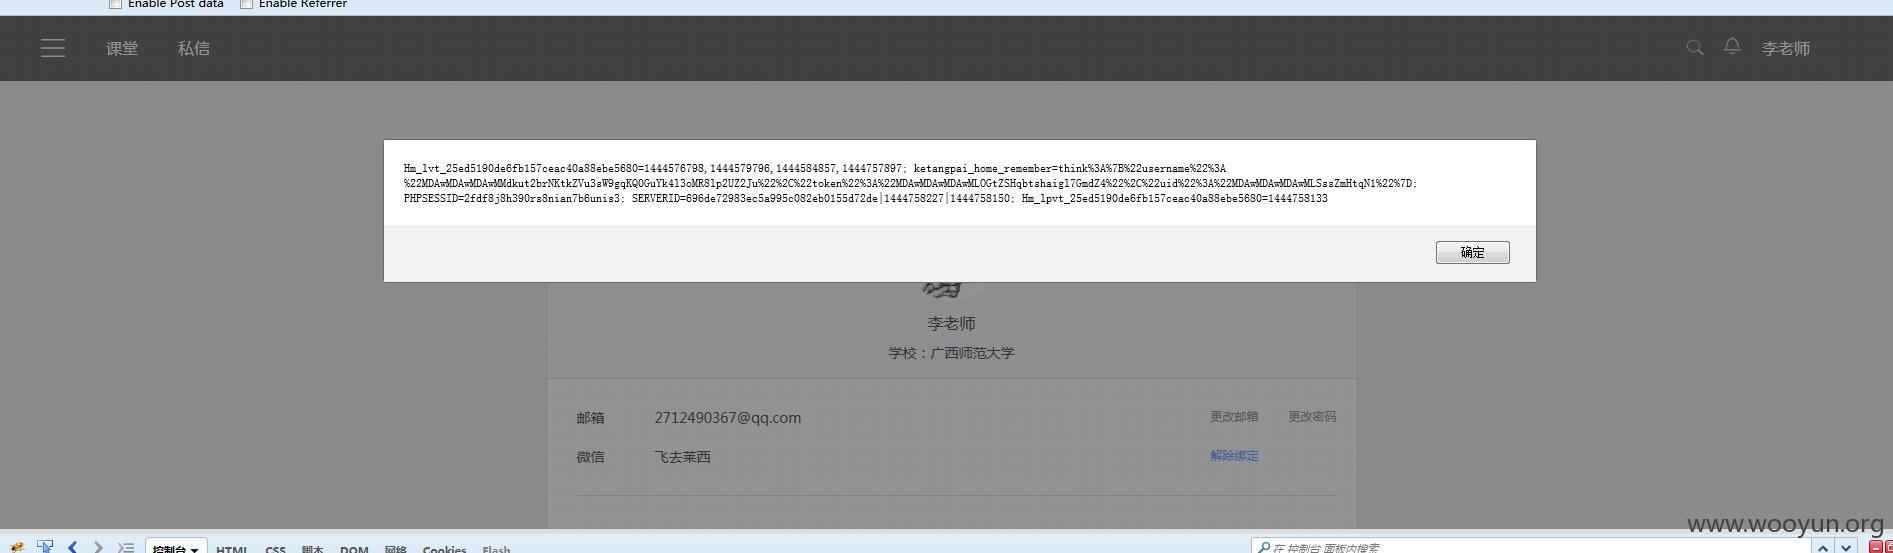 Enable Post data Enable Referrer
课堂 私信 李老师
Hm_lvt_25ed5190de6fb157ceac40a88ebe5680=1444576798,1444579796,1444584857,1444757897; ketangpai_home_remember=think%3A%7B%22username%22%3A
%22MDAwMDAwMDAwMMdkut2brNKtkZVu3sW9gqKQ0GuYk4l3oMR8lp2UZ2Ju%22%2C%22token%22%3A%22MDAwMDAwMDAwMLOGtZSHqbtshaigl7GmdZ4%22%2C%22uid%22%3A%22MDAwMDAwMDAwMLSssZmHtqN1%22%7D;
PHPSESSID=2fdf8j8h390rs8nian7b6unis3; SERVERID=696de72983ec5a995c082eb0155d72de|1444758227|1444758150; Hm_lpvt_25ed5190de6fb157ceac40a88ebe5680=1444758133
确定
李老师
学校：广西师范大学
邮箱 2712490367@qq.com 更改邮箱 更改密码
微信 飞去莱西 解除绑定
www.wooyun.org
控制台 HTML CSS 脚本 DOM 网络 Cookies Flash 在 控制台 面板内搜索